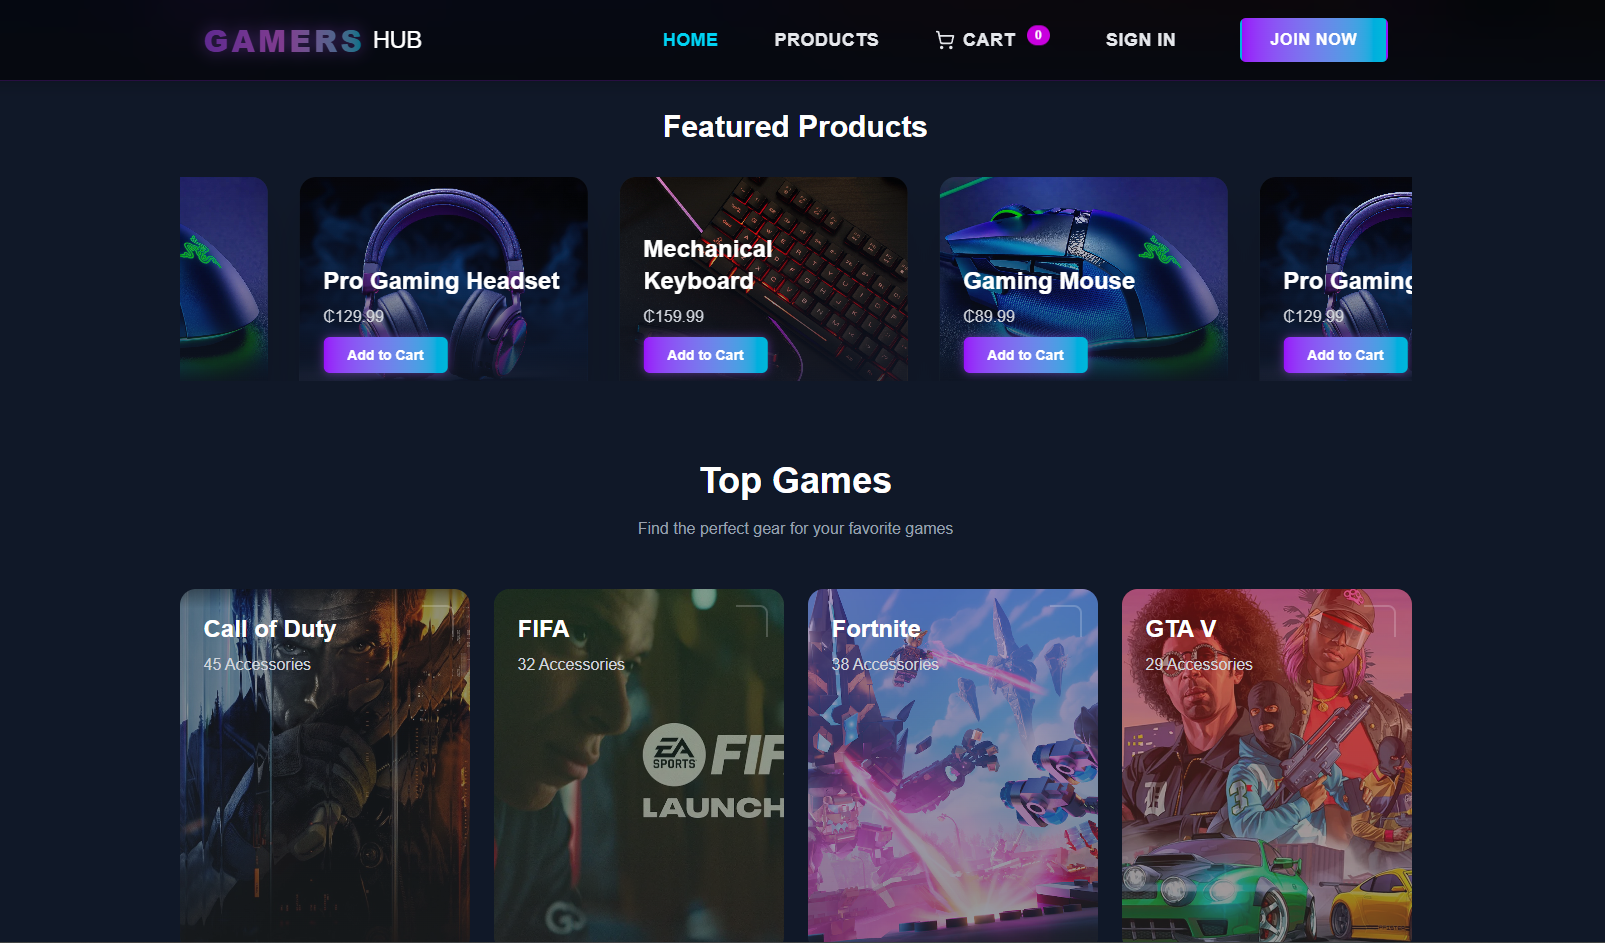 GAMERS HUB
HOME
PRODUCTS
CART 0
SIGN IN
JOIN NOW
Featured Products
Pro Gaming Headset
₵129.99
Add to Cart
Mechanical
Keyboard
₵159.99
Add to Cart
Gaming Mouse
₵89.99
Add to Cart
Pro Gaming
₵129.99
Add to Cart
Top Games
Find the perfect gear for your favorite games
Call of Duty
45 Accessories
FIFA
32 Accessories
EA
SPORTS
FIF
LAUNCH
Fortnite
38 Accessories
GTA V
29 Accessories